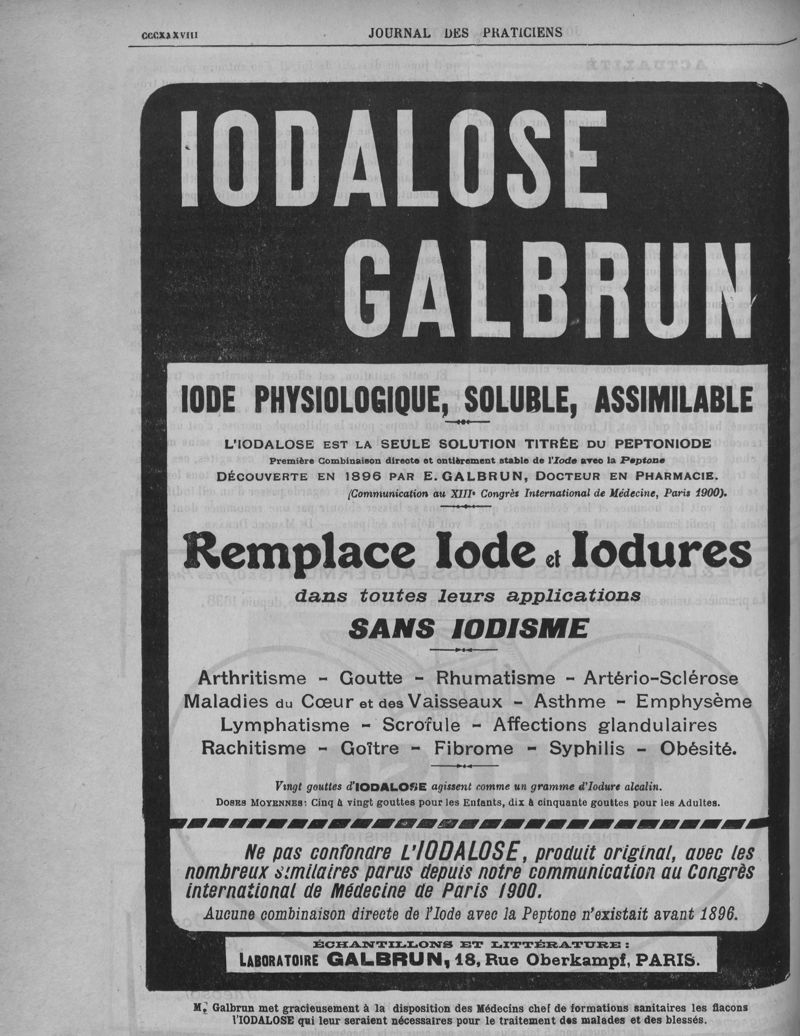 CCCXXXVIII
JOURNAL DES PRATICIENS
IODALOSE
GALBRUN
IODE PHYSIOLOGIQUE, SOLUBLE, ASSIMILABLE
L'IODALOSE EST LA SEULE SOLUTION TITRÉE DU PEPTONIODE
Première Combinaison directe et entièrement stable de l'Iode avec la Peptone
DÉCOUVERTE EN 1896 PAR E. GALBRUN, DOCTEUR EN PHARMACIE.
(Communication au XIIIe Congrès International de Médecine, Paris 1900).
Remplace Iode et Iodures
dans toutes leurs applications
SANS IODISME
Arthritisme - Goutte - Rhumatisme - Artério-Sclérose
Maladies du Cœur et des Vaisseaux - Asthme - Emphysème
Lymphatisme - Scrofule - Affections glandulaires
Rachitisme - Goître - Fibrome - Syphilis - Obésité.
Vingt gouttes d'IODALOSE agissent comme un gramme d'Iodure alcalin.
DOSES MOYENNES: Cinq à vingt gouttes pour les Enfants, dix à cinquante gouttes pour les Adultes.
Ne pas confondre L'IODALOSE, produit original, avec les
nombreux similaires parus depuis notre communication au Congrès
international de Médecine de Paris 1900.
Aucune combinaison directe de l'Iode avec la Peptone n'existait avant 1896.
ÉCHANTILLONS ET LITTÉRATURE:
LABORATOIRE GALBRUN, 18, Rue Oberkampf, PARIS.
Mr Galbrun met gracieusement à la disposition des Médecins chef de formations sanitaires les flacons
l'IODALOSE qui leur seraient nécessaires pour le traitement des malades et des blessés.